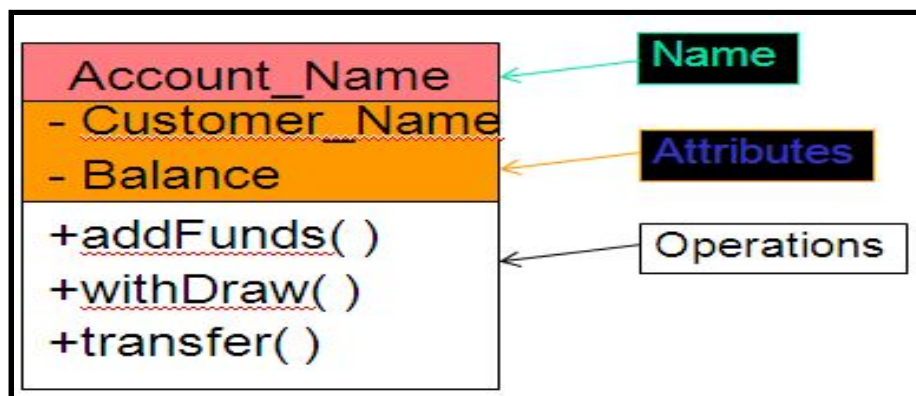 Account_Name
- Customer_Name
- Balance
+addFunds( )
+withDraw( )
+transfer( )
Name
Attributes
Operations